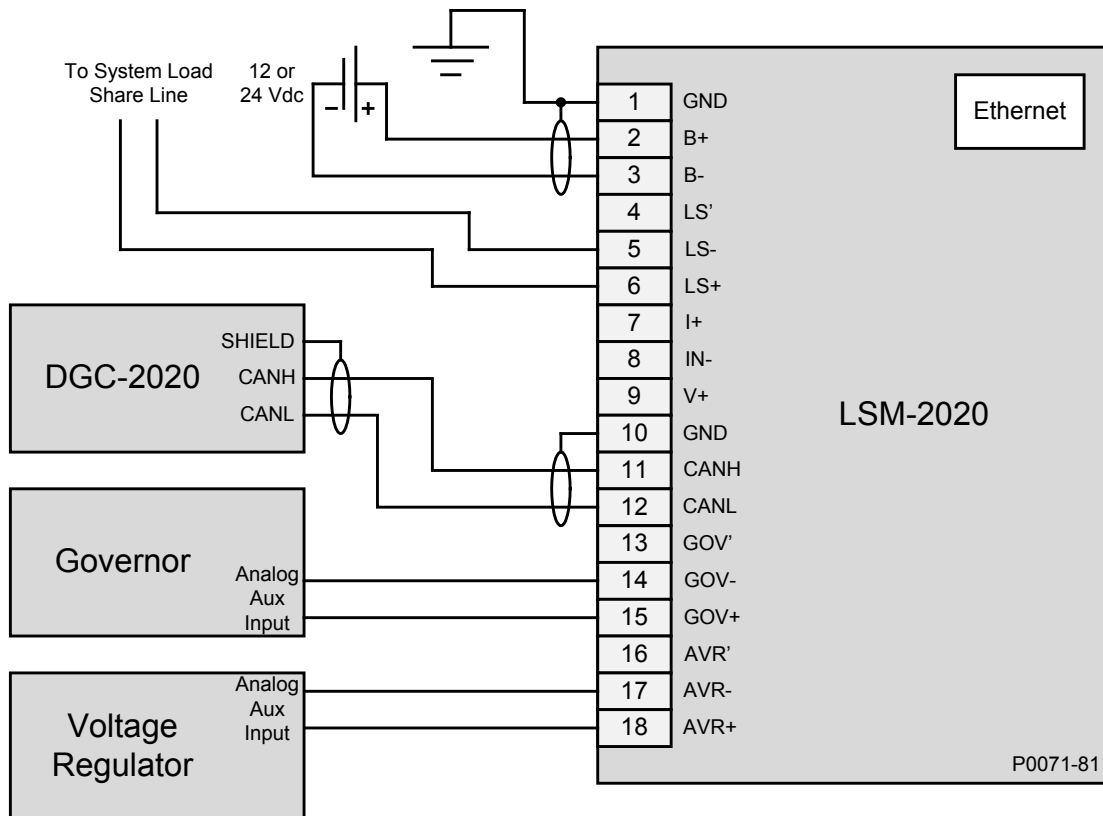 To System Load
Share Line
12 or
24 Vdc
− +
1 GND
2 B+
3 B-
4 LS’
5 LS-
6 LS+
7 I+
8 IN-
9 V+
10 GND
11 CANH
12 CANL
13 GOV’
14 GOV-
15 GOV+
16 AVR’
17 AVR-
18 AVR+
Ethernet
LSM-2020
DGC-2020
SHIELD
CANH
CANL
Governor
Analog
Aux
Input
Voltage
Regulator
Analog
Aux
Input
P0071-81